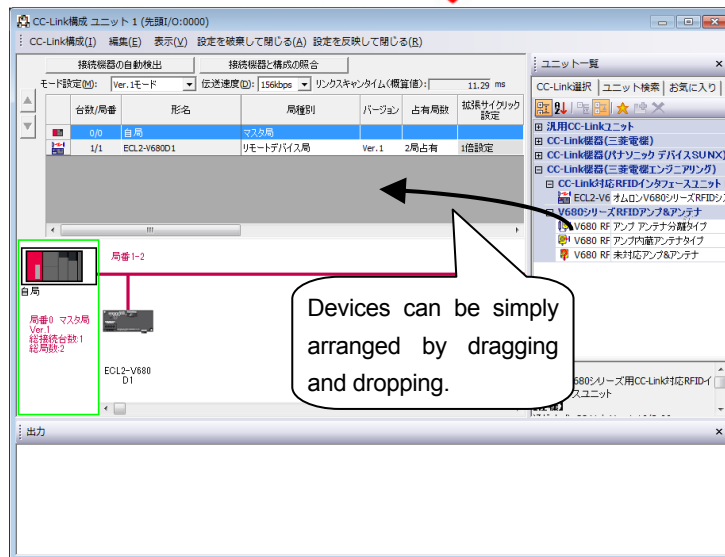 CC-Link構成 ユニット 1 (先頭I/O:0000)
CC-Link構成(I) 編集(E) 表示(V) 設定を破棄して閉じる(A) 設定を反映して閉じる(R)
接続機器の自動検出 接続機器と構成の照合
モード設定(M): Ver.1モード 伝送速度(D): 156kbps リンクスキャンタイム(概算値): 11.29 ms
台数/局番 形名 局種別 バージョン 占有局数 拡張サイクリック設定
0/0 自局 マスタ局
1/1 ECL2-V680D1 リモートデバイス局 Ver.1 2局占有 1倍設定
局番1-2
自局
局番0 マスタ局
Ver.1
総接続台数:1
総局数:2
ECL2-V680
D1
Devices can be simply
arranged by dragging
and dropping.
ユニット一覧
CC-Link選択 ユニット検索 お気に入り
汎用CC-Linkユニット
CC-Link機器(三菱電機)
CC-Link機器(パナソニック デバイスSUNX)
CC-Link機器(三菱電機エンジニアリング)
CC-Link対応RFIDインタフェースユニット
ECL2-V6 オムロンV680シリーズRFIDシ
V680シリーズRFIDアンプ&アンテナ
V680 RF アンプ アンテナ分離タイプ
V680 RF アンプ内蔵アンテナタイプ
V680 RF 未対応アンプ&アンテナ
680シリーズ用CC-Link対応RFIDイ
スユニット
出力